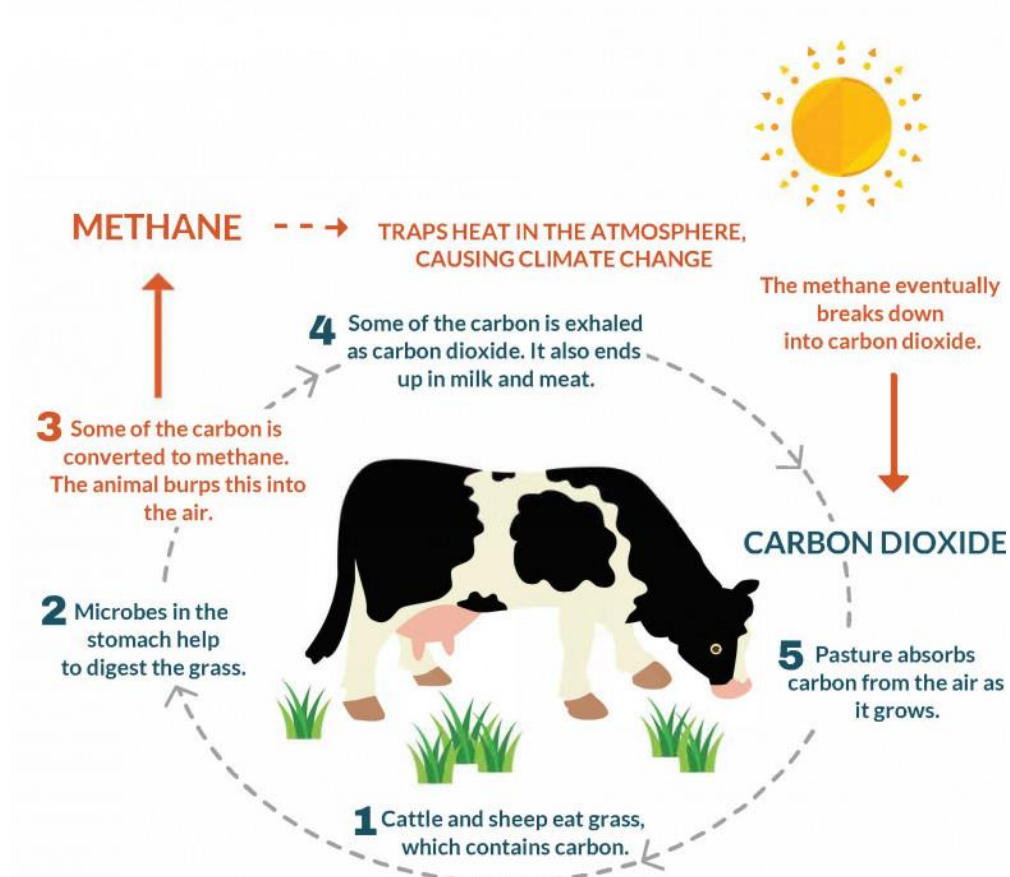 METHANE
TRAPS HEAT IN THE ATMOSPHERE,
CAUSING CLIMATE CHANGE
The methane eventually
breaks down
into carbon dioxide.
4 Some of the carbon is exhaled
as carbon dioxide. It also ends
up in milk and meat.
3 Some of the carbon is
converted to methane.
The animal burps this into
the air.
CARBON DIOXIDE
2 Microbes in the
stomach help
to digest the grass.
5 Pasture absorbs
carbon from the air as
it grows.
1 Cattle and sheep eat grass,
which contains carbon.